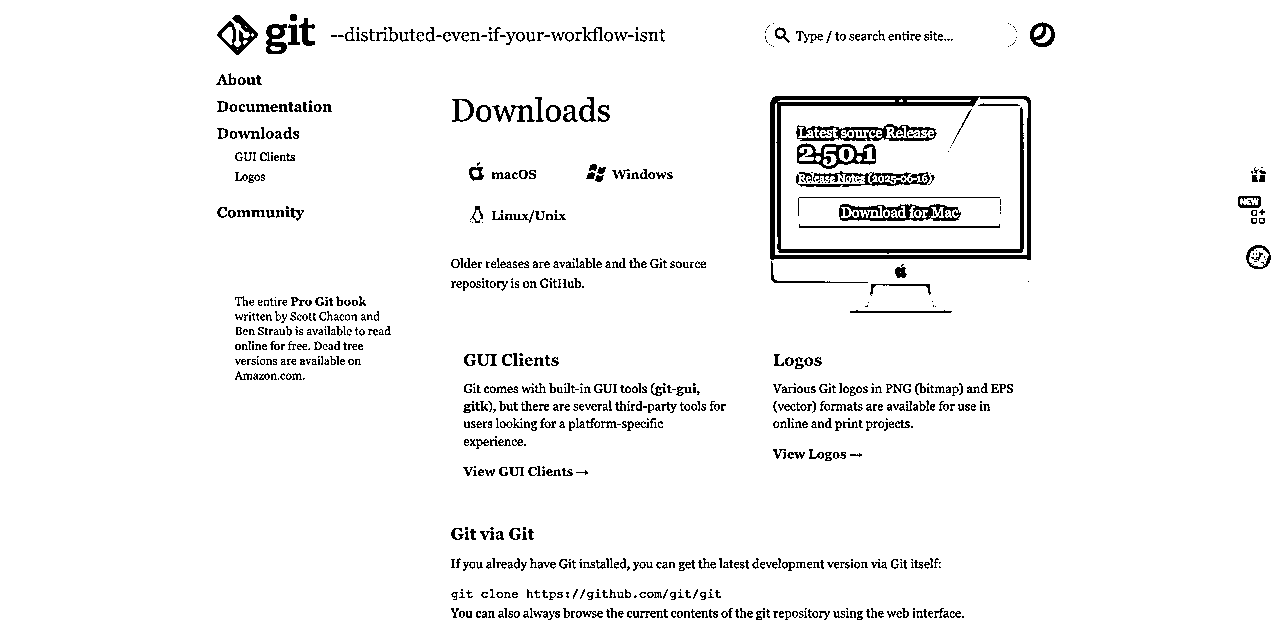 git --distributed-even-if-your-workflow-isnt
Type / to search entire site...
About
Documentation
Downloads
GUI Clients
Logos
Community
The entire Pro Git book
written by Scott Chacon and
Ben Straub is available to read
online for free. Dead tree
versions are available on
Amazon.com.
Downloads
macOS
Windows
Linux/Unix
Older releases are available and the Git source
repository is on GitHub.
Latest source Release
2.50.1
Release Notes (2025-06-16)
Download for Mac
GUI Clients
Git comes with built-in GUI tools (git-gui,
gitk), but there are several third-party tools for
users looking for a platform-specific
experience.
View GUI Clients →
Logos
Various Git logos in PNG (bitmap) and EPS
(vector) formats are available for use in
online and print projects.
View Logos →
Git via Git
If you already have Git installed, you can get the latest development version via Git itself:
git clone https://github.com/git/git
You can also always browse the current contents of the git repository using the web interface.
NEW